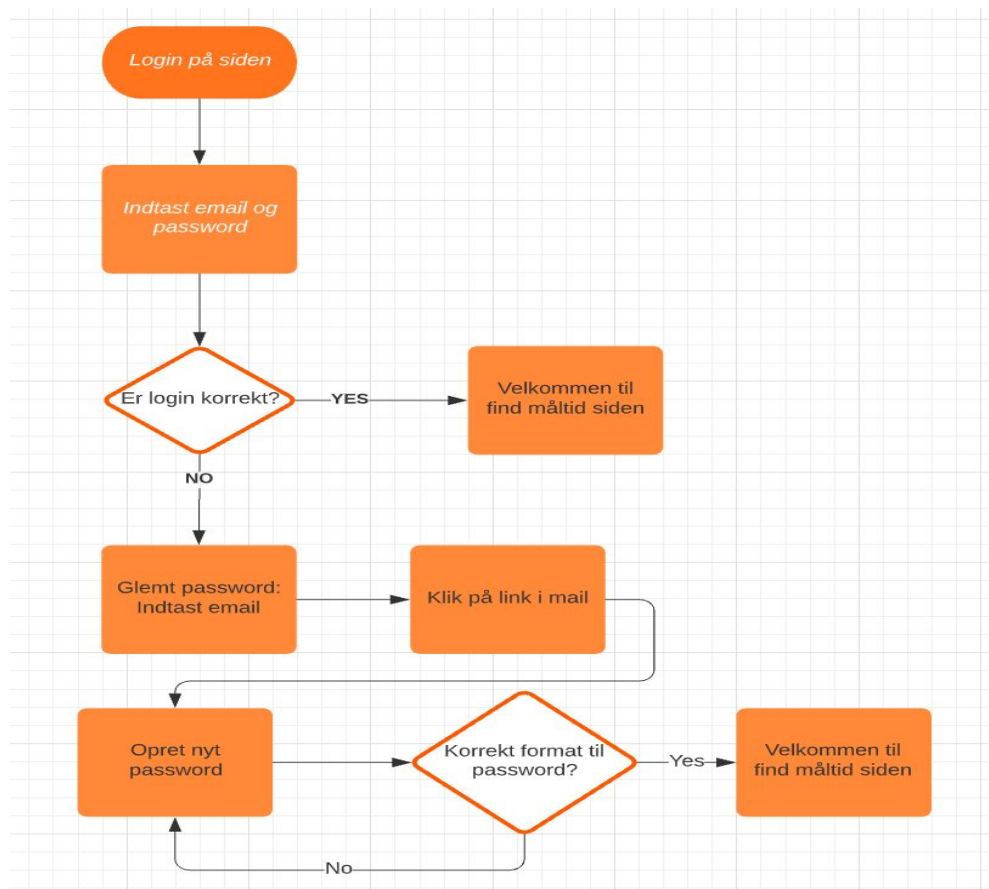 Login på siden
Indtast email og
password
Er login korrekt?
YES
Velkommen til
find måltid siden
NO
Glemt password:
Indtast email
Klik på link i mail
Opret nyt
password
Korrekt format til
password?
Yes
Velkommen til
find måltid siden
No